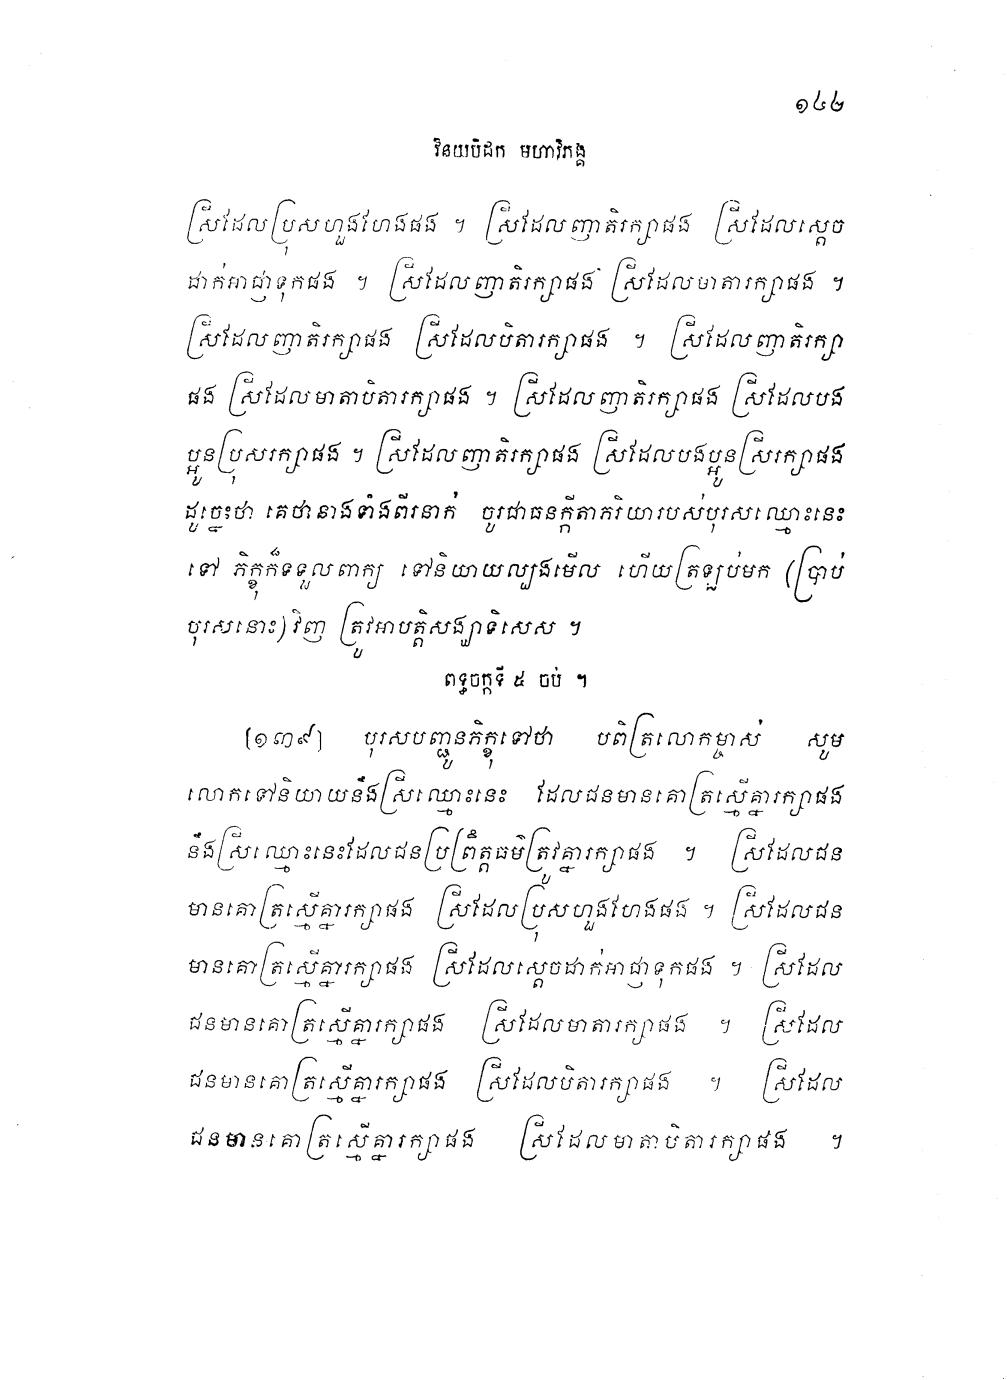 ១៤២
វិនយបិដក មហាវិភង្គ
ស្រីដែលប្រុសហួងហែងផង ។ ស្រីដែលញាតិរក្សាផង ស្រីដែលស្តេច
ដាក់អាជ្ញាទុកផង ។ ស្រីដែលញាតិរក្សាផង ស្រីដែលមាតារក្សាផង ។
ស្រីដែលញាតិរក្សាផង ស្រីដែលបិតារក្សាផង ។ ស្រីដែលញាតិរក្សា
ផង ស្រីដែលមាតាបិតារក្សាផង ។ ស្រីដែលញាតិរក្សាផង ស្រីដែលបង
ប្អូនប្រុសរក្សាផង ។ ស្រីដែលញាតិរក្សាផង ស្រីដែលបងប្អូនស្រីរក្សាផង
ដូច្នេះថា គេថានាងទាំងពីរនាក់ ចូរជាធនក្កីតាភរិយារបស់បុរសឈ្មោះនេះ
ទៅ ភិក្ខុក៏ទទួលពាក្យ ទៅនិយាយល្បងមើល ហើយត្រឡប់មក (ប្រាប់
បុរសនោះ) វិញ ត្រូវអាបត្តិសង្ឃាទិសេស ។
ពទ្ធចក្កទី ៥ ចប់ ។
[១៣៩] បុរសបញ្ជូនភិក្ខុទៅថា បពិត្រលោកម្ចាស់ សូម
លោកទៅនិយាយនឹងស្រីឈ្មោះនេះ ដែលជនមានគោត្រស្មើគ្នារក្សាផង
នឹងស្រីឈ្មោះនេះដែលជនប្រព្រឹត្តធម៌ត្រូវគ្នារក្សាផង ។ ស្រីដែលជន
មានគោត្រស្មើគ្នារក្សាផង ស្រីដែលប្រុសហួងហែងផង ។ ស្រីដែលជន
មានគោត្រស្មើគ្នារក្សាផង ស្រីដែលស្តេចដាក់អាជ្ញាទុកផង ។ ស្រីដែល
ជនមានគោត្រស្មើគ្នារក្សាផង ស្រីដែលមាតារក្សាផង ។ ស្រីដែល
ជនមានគោត្រស្មើគ្នារក្សាផង ស្រីដែលបិតារក្សាផង ។ ស្រីដែល
ជនមានគោត្រស្មើគ្នារក្សាផង ស្រីដែលមាតាបិតារក្សាផង ។